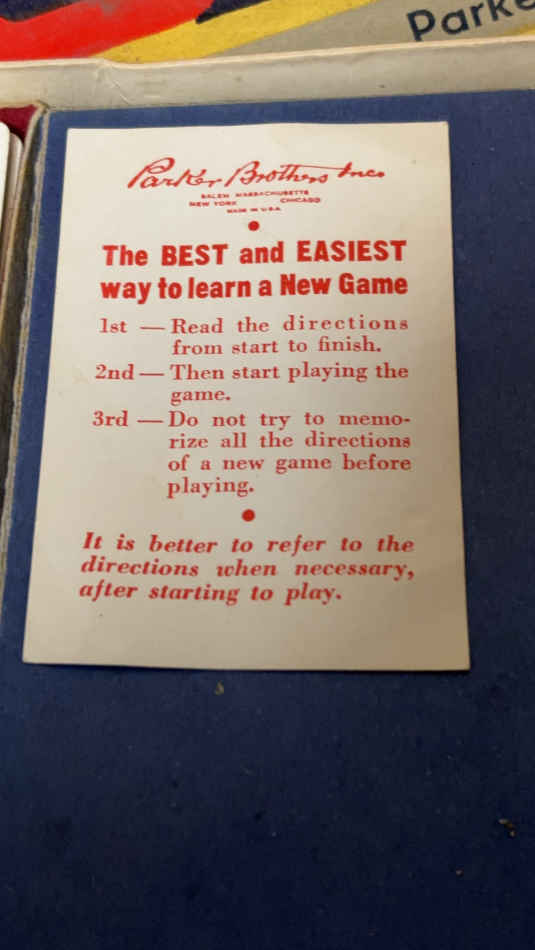 Parke
Parker Brothers Inc.
SALEM MASSACHUSETTS
NEW YORK CHICAGO
MADE IN U.S.A.
The BEST and EASIEST
way to learn a New Game
1st — Read the directions
from start to finish.
2nd — Then start playing the
game.
3rd — Do not try to memo-
rize all the directions
of a new game before
playing.
It is better to refer to the
directions when necessary,
after starting to play.